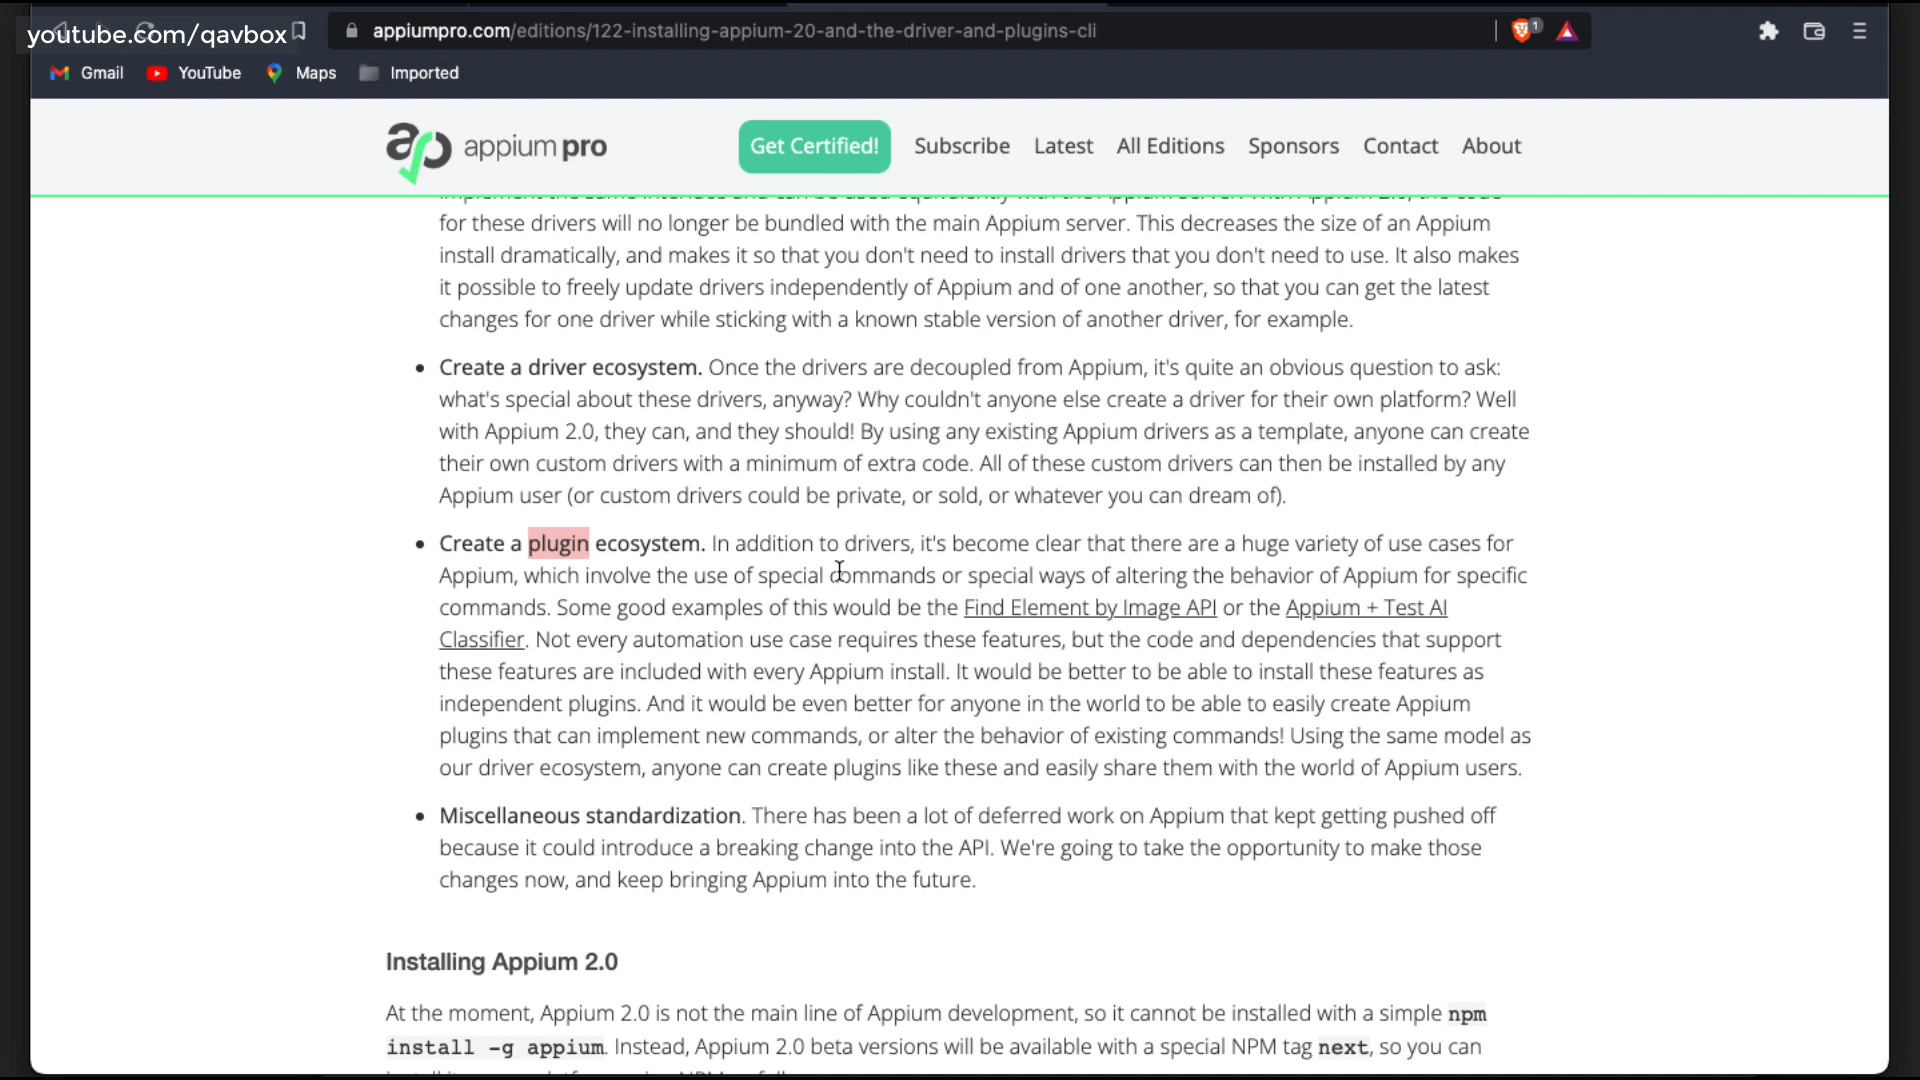 youtube.com/qavbox
appiumpro.com/editions/122-installing-appium-20-and-the-driver-and-plugins-cli
1
Gmail YouTube Maps Imported
appium pro
Get Certified! Subscribe Latest All Editions Sponsors Contact About
for these drivers will no longer be bundled with the main Appium server. This decreases the size of an Appium
install dramatically, and makes it so that you don't need to install drivers that you don't need to use. It also makes
it possible to freely update drivers independently of Appium and of one another, so that you can get the latest
changes for one driver while sticking with a known stable version of another driver, for example.
• Create a driver ecosystem. Once the drivers are decoupled from Appium, it's quite an obvious question to ask:
what's special about these drivers, anyway? Why couldn't anyone else create a driver for their own platform? Well
with Appium 2.0, they can, and they should! By using any existing Appium drivers as a template, anyone can create
their own custom drivers with a minimum of extra code. All of these custom drivers can then be installed by any
Appium user (or custom drivers could be private, or sold, or whatever you can dream of).
• Create a plugin ecosystem. In addition to drivers, it's become clear that there are a huge variety of use cases for
Appium, which involve the use of special commands or special ways of altering the behavior of Appium for specific
commands. Some good examples of this would be the Find Element by Image API or the Appium + Test AI
Classifier. Not every automation use case requires these features, but the code and dependencies that support
these features are included with every Appium install. It would be better to be able to install these features as
independent plugins. And it would be even better for anyone in the world to be able to easily create Appium
plugins that can implement new commands, or alter the behavior of existing commands! Using the same model as
our driver ecosystem, anyone can create plugins like these and easily share them with the world of Appium users.
• Miscellaneous standardization. There has been a lot of deferred work on Appium that kept getting pushed off
because it could introduce a breaking change into the API. We're going to take the opportunity to make those
changes now, and keep bringing Appium into the future.
Installing Appium 2.0
At the moment, Appium 2.0 is not the main line of Appium development, so it cannot be installed with a simple npm
install -g appium. Instead, Appium 2.0 beta versions will be available with a special NPM tag next, so you can